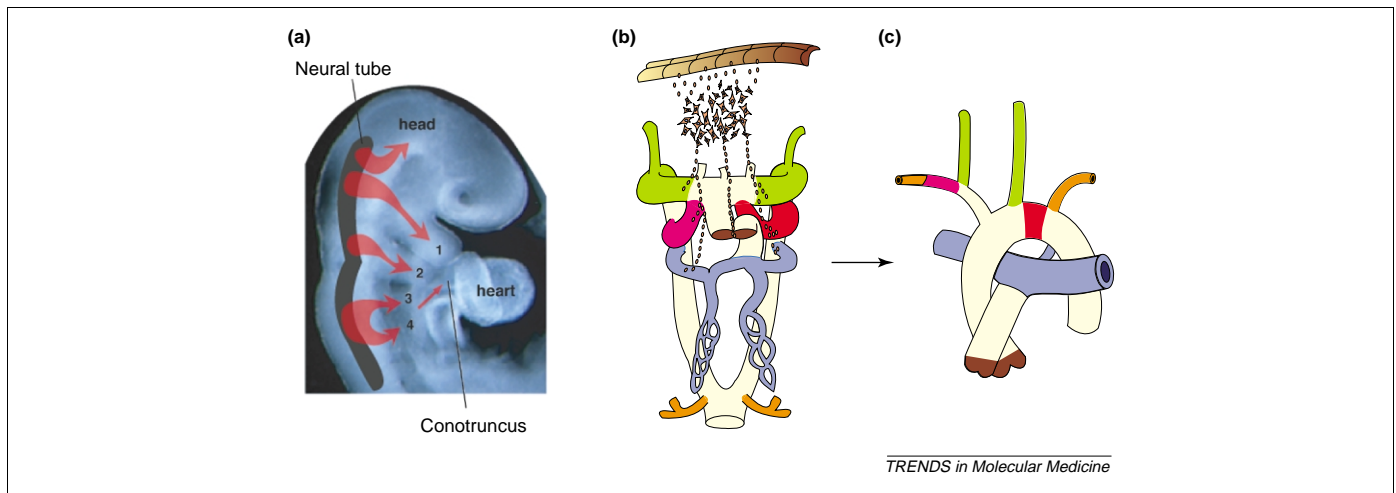 (a)
(b)
(c)
Neural tube
head
1
2
3
heart
4
Conotruncus
TRENDS in Molecular Medicine